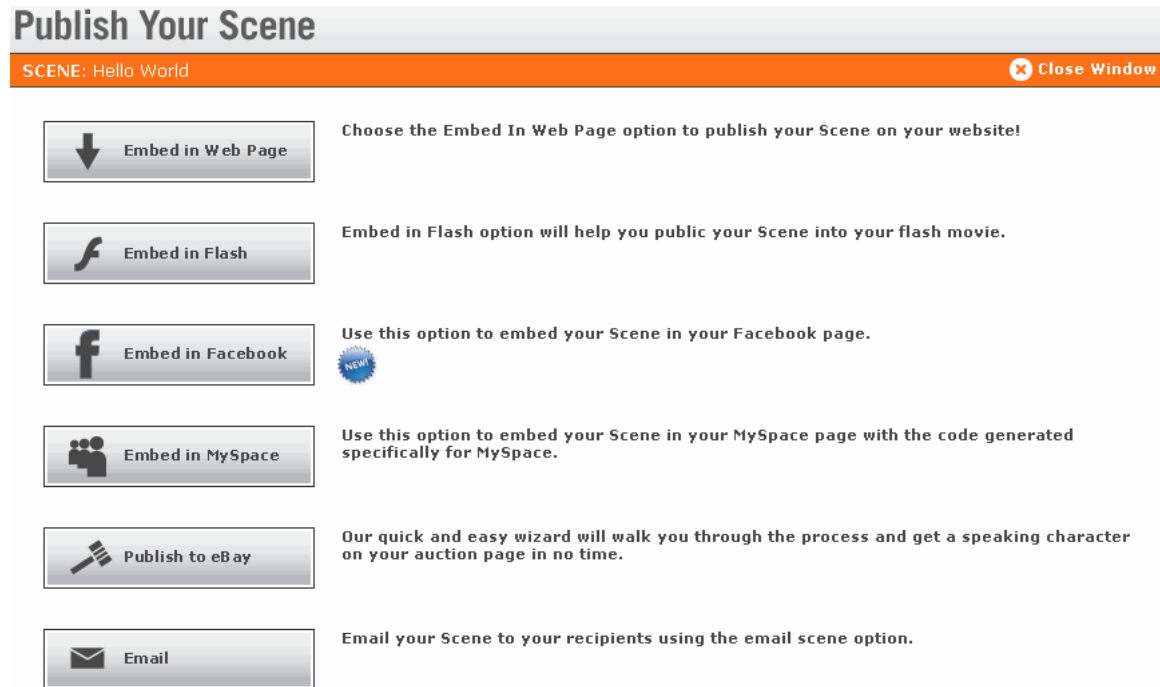 Publish Your Scene
SCENE: Hello World
Close Window
Embed in Web Page
Choose the Embed In Web Page option to publish your Scene on your website!
Embed in Flash
Embed in Flash option will help you public your Scene into your flash movie.
Embed in Facebook
Use this option to embed your Scene in your Facebook page.
NEW!
Embed in MySpace
Use this option to embed your Scene in your MySpace page with the code generated
specifically for MySpace.
Publish to eBay
Our quick and easy wizard will walk you through the process and get a speaking character
on your auction page in no time.
Email
Email your Scene to your recipients using the email scene option.